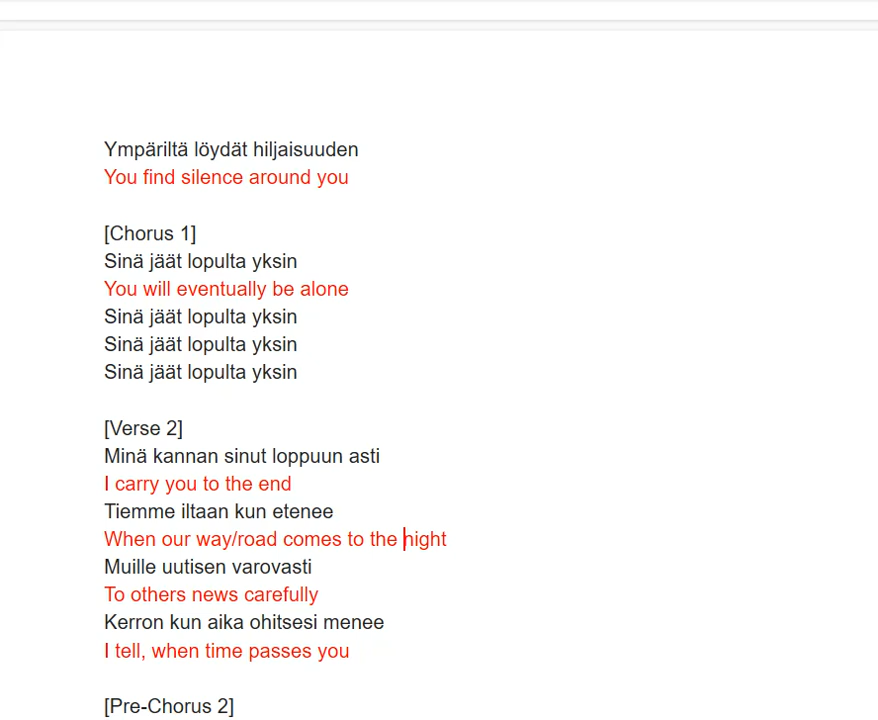 Ympäriltä löydät hiljaisuuden
You find silence around you
[Chorus 1]
Sinä jäät lopulta yksin
You will eventually be alone
Sinä jäät lopulta yksin
Sinä jäät lopulta yksin
Sinä jäät lopulta yksin
[Verse 2]
Minä kannan sinut loppuun asti
I carry you to the end
Tiemme iltaan kun etenee
When our way/road comes to the night
Muille uutisen varovasti
To others news carefully
Kerron kun aika ohitsesi menee
I tell, when time passes you
[Pre-Chorus 2]